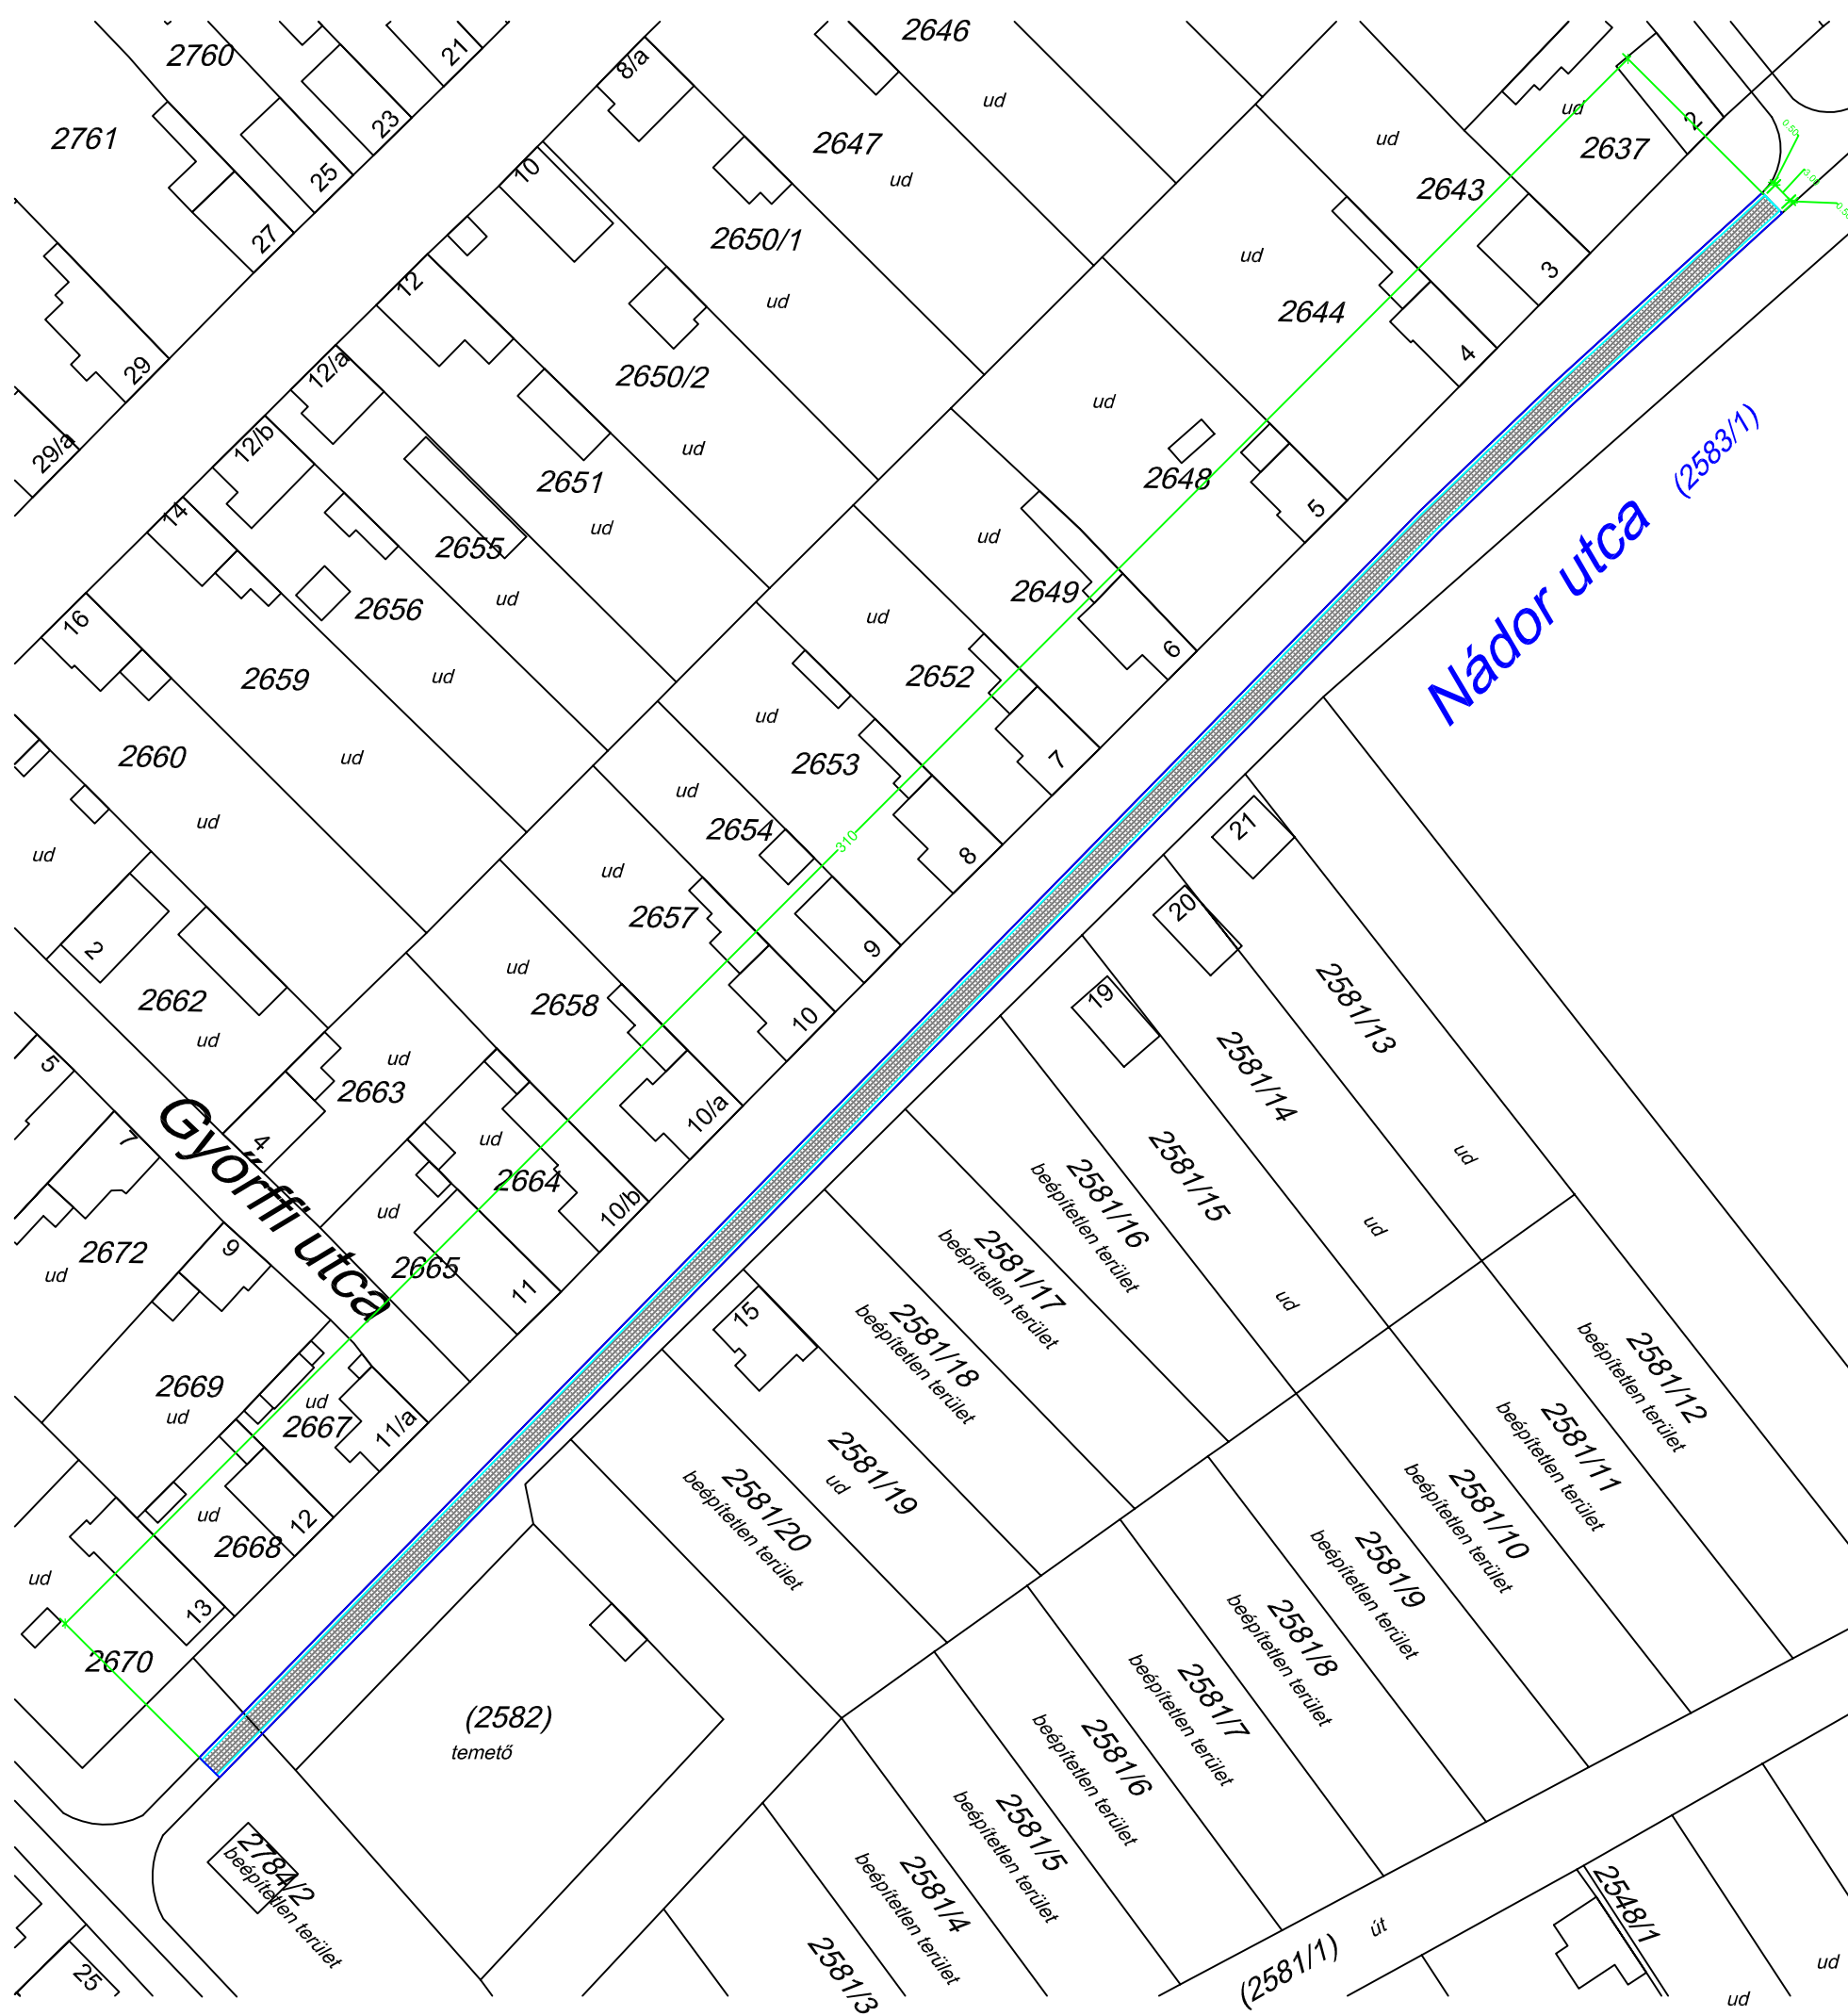 2646
2760
21
8/a
ud
2
ud
23
2761
2647
ud
2637
0.50
10
25
ud
2643
3.00
0.50
27
2650/1
ud
3
12
ud
2644
29
12/a
2650/2
4
ud
29/a
12/b
2651
ud
2648
(2583/1)
14
2655
ud
ud
5
Nádor utca
16
2656
ud
2649
ud
2659
ud
2652
6
2660
ud
ud
2653
7
ud
ud
ud
2654
310
8
21
2
ud
2657
9
20
2662
ud
2658
10
19
2581/13
5
ud
ud
2663
10/a
2581/14
7
4
Győrffi utca
ud
2664
10/b
2581/15
ud
2581/16
beépítetlen terület
2672
9
ud
ud
2665
11
2581/17
beépítetlen terület
ud
ud
15
2581/18
beépítetlen terület
2669
ud
ud
2667
11/a
2581/12
beépítetlen terület
2581/19
ud
2581/11
beépítetlen terület
ud
2668
12
2581/20
beépítetlen terület
2581/10
beépítetlen terület
ud
13
2581/9
beépítetlen terület
2670
2581/8
beépítetlen terület
(2582)
temető
2581/7
beépítetlen terület
2581/6
beépítetlen terület
2784/2
beépítetlen terület
2581/5
beépítetlen terület
2581/4
beépítetlen terület
2548/1
25
2581/3
(2581/1)
út
ud
ud